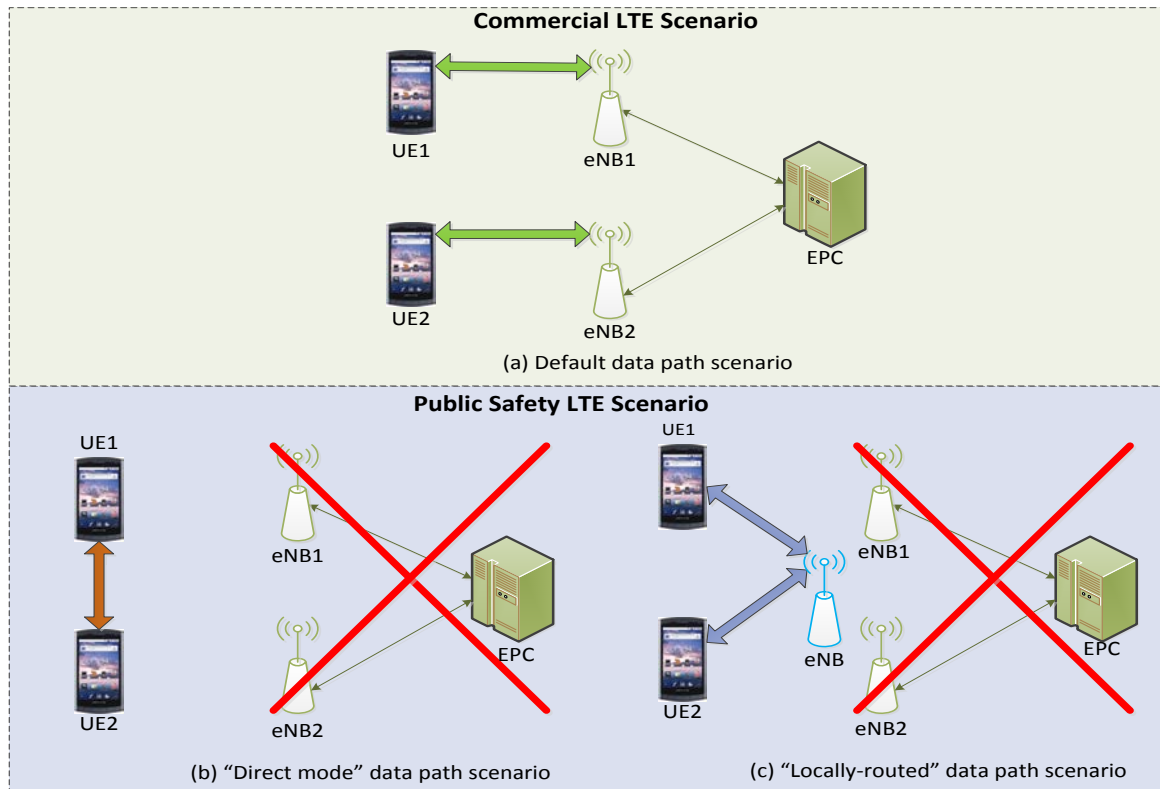 Commercial LTE Scenario
UE1
eNB1
UE2
eNB2
EPC
(a) Default data path scenario
Public Safety LTE Scenario
UE1
UE2
eNB1
eNB2
EPC
(b) “Direct mode” data path scenario
UE1
UE2
eNB
eNB1
eNB2
EPC
(c) “Locally-routed” data path scenario